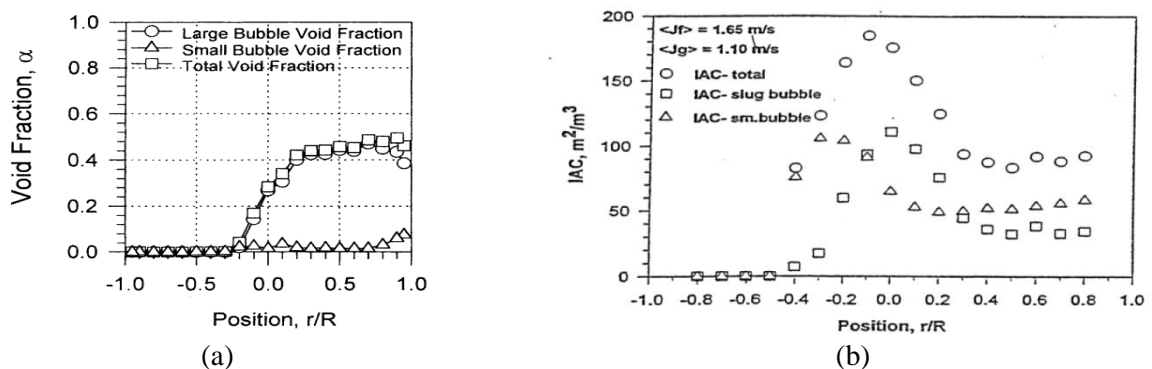 1.0
0.8
0.6
0.4
0.2
0.0
Void Fraction, α
Large Bubble Void Fraction
Small Bubble Void Fraction
Total Void Fraction
-1.0 -0.5 0.0 0.5 1.0
Position, r/R
(a)
200
150
100
50
0
IAC, m²/m³
<Jf> = 1.65 m/s
<Jg> = 1.10 m/s
IAC- total
IAC- slug bubble
IAC- sm.bubble
-1.0 -0.8 -0.6 -0.4 -0.2 0.0 0.2 0.4 0.6 0.8 1.0
Position, r/R
(b)